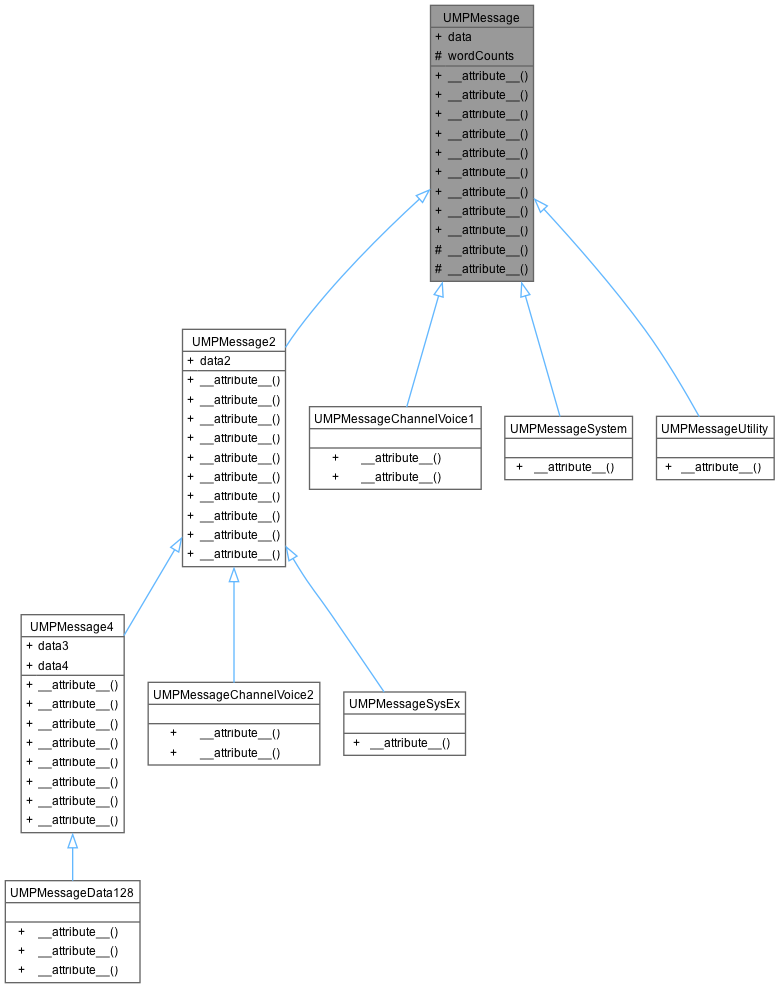 UMPMessage
+ data
# wordCounts
+ __attribute__()
+ __attribute__()
+ __attribute__()
+ __attribute__()
+ __attribute__()
+ __attribute__()
+ __attribute__()
+ __attribute__()
+ __attribute__()
# __attribute__()
# __attribute__()
UMPMessage2
+ data2
+ __attribute__()
+ __attribute__()
+ __attribute__()
+ __attribute__()
+ __attribute__()
+ __attribute__()
+ __attribute__()
+ __attribute__()
+ __attribute__()
+ __attribute__()
UMPMessageChannelVoice1
+ __attribute__()
+ __attribute__()
UMPMessageSystem
+ __attribute__()
UMPMessageUtility
+ __attribute__()
UMPMessage4
+ data3
+ data4
+ __attribute__()
+ __attribute__()
+ __attribute__()
+ __attribute__()
+ __attribute__()
+ __attribute__()
+ __attribute__()
+ __attribute__()
UMPMessageChannelVoice2
+ __attribute__()
+ __attribute__()
UMPMessageSysEx
+ __attribute__()
UMPMessageData128
+ __attribute__()
+ __attribute__()
+ __attribute__()